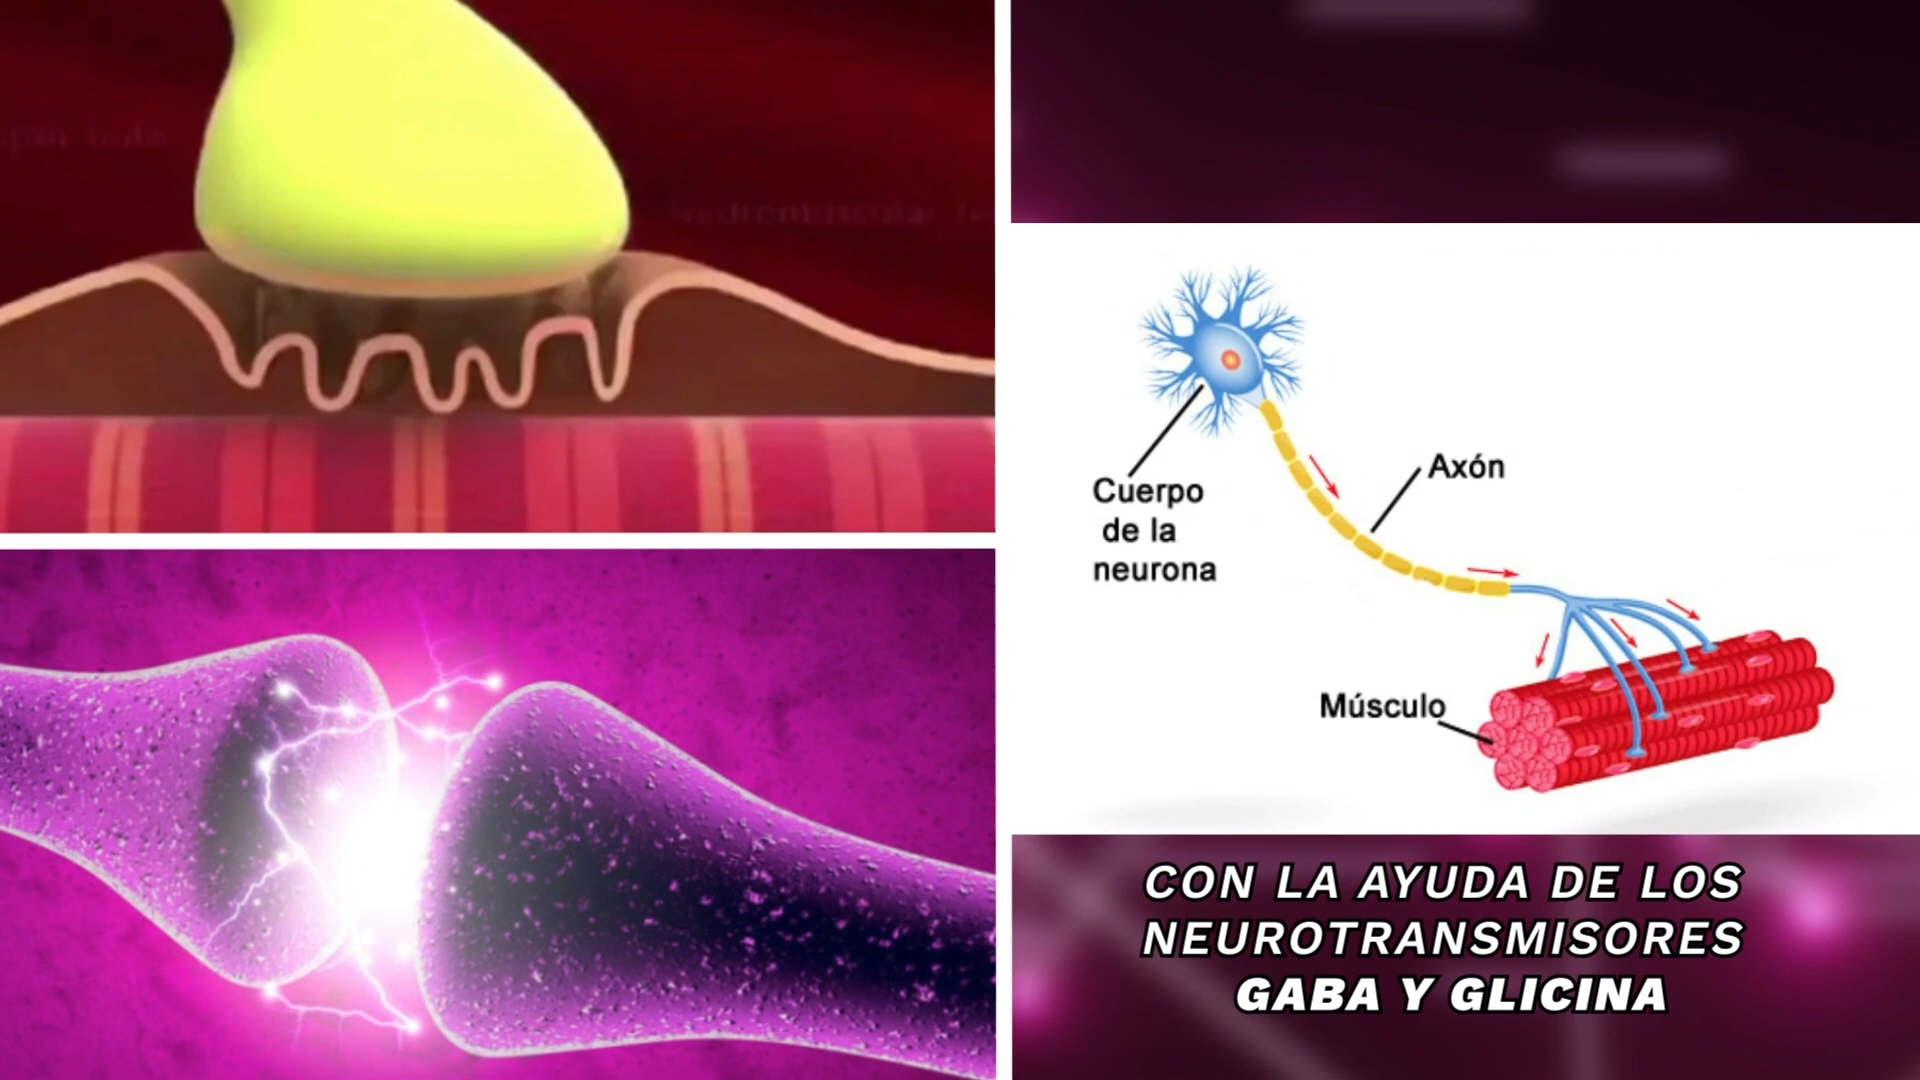 Cuerpo
de la
neurona
Axón
Músculo
CON LA AYUDA DE LOS
NEUROTRANSMISORES
GABA Y GLICINA